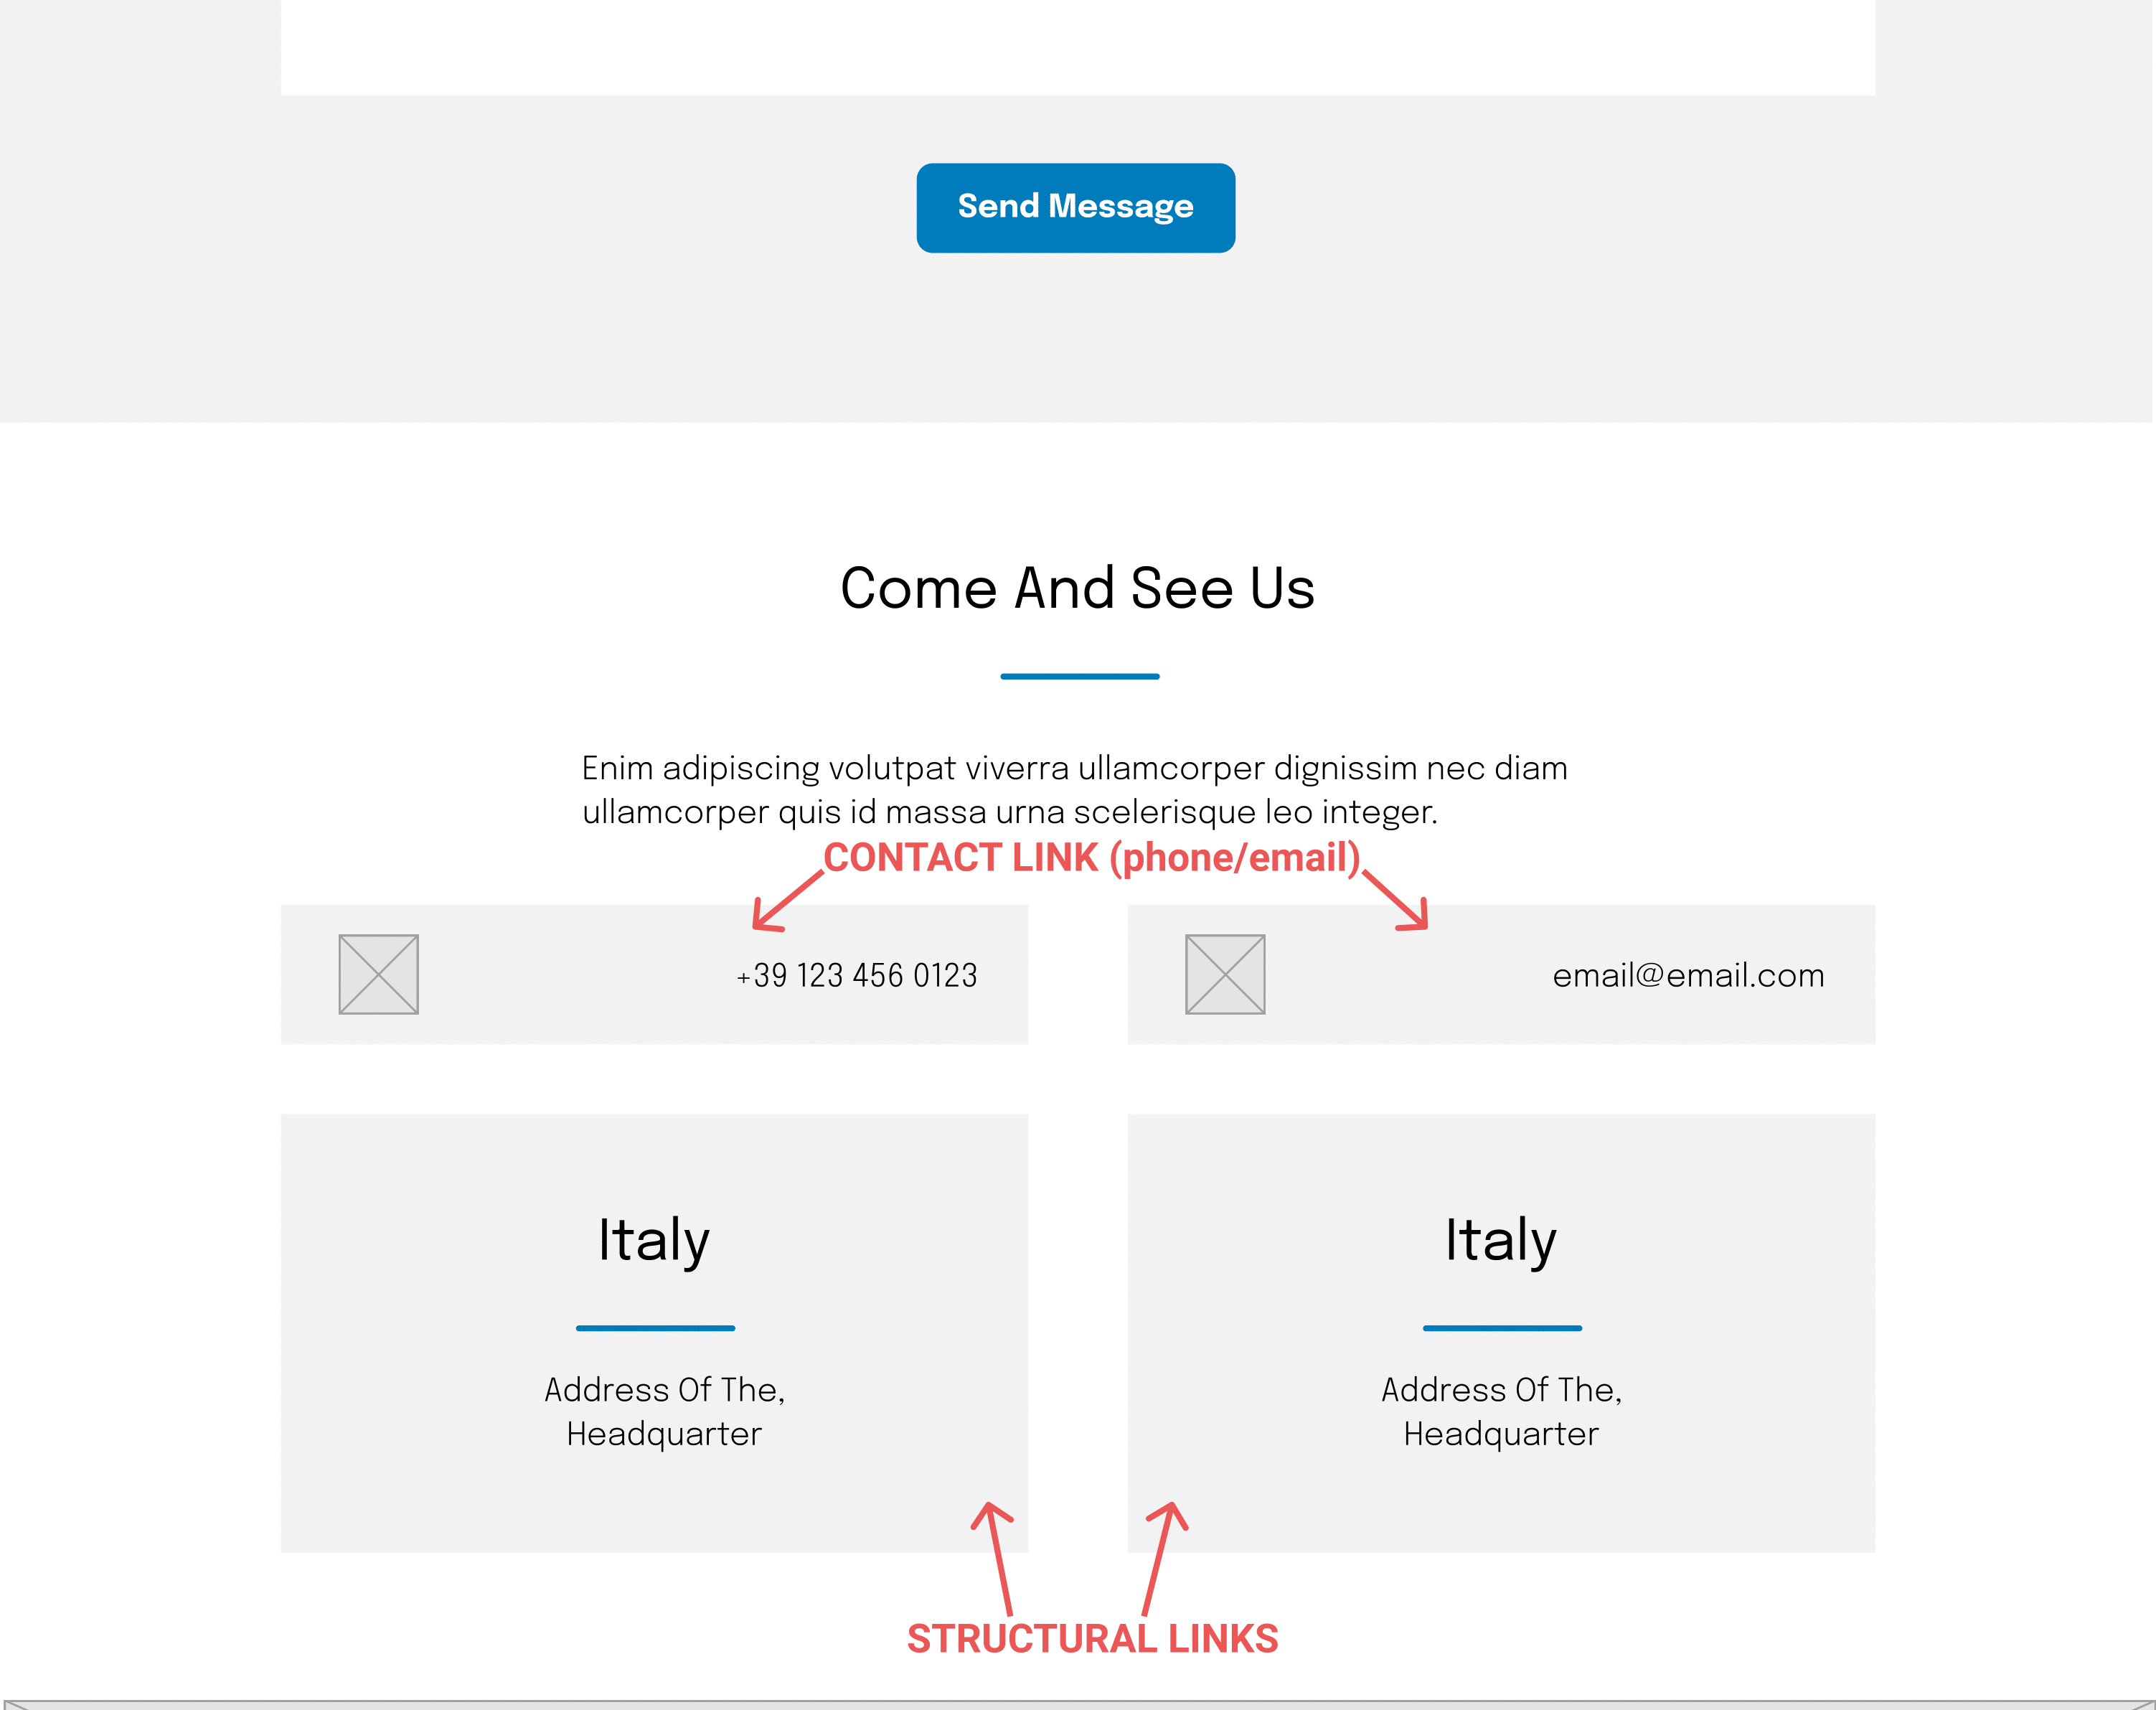 Send Message
Come And See Us
Enim adipiscing volutpat viverra ullamcorper dignissim nec diam
ullamcorper quis id massa urna scelerisque leo integer.
CONTACT LINK (phone/email)
+39 123 456 0123
email@email.com
Italy
Address Of The,
Headquarter
Italy
Address Of The,
Headquarter
STRUCTURAL LINKS